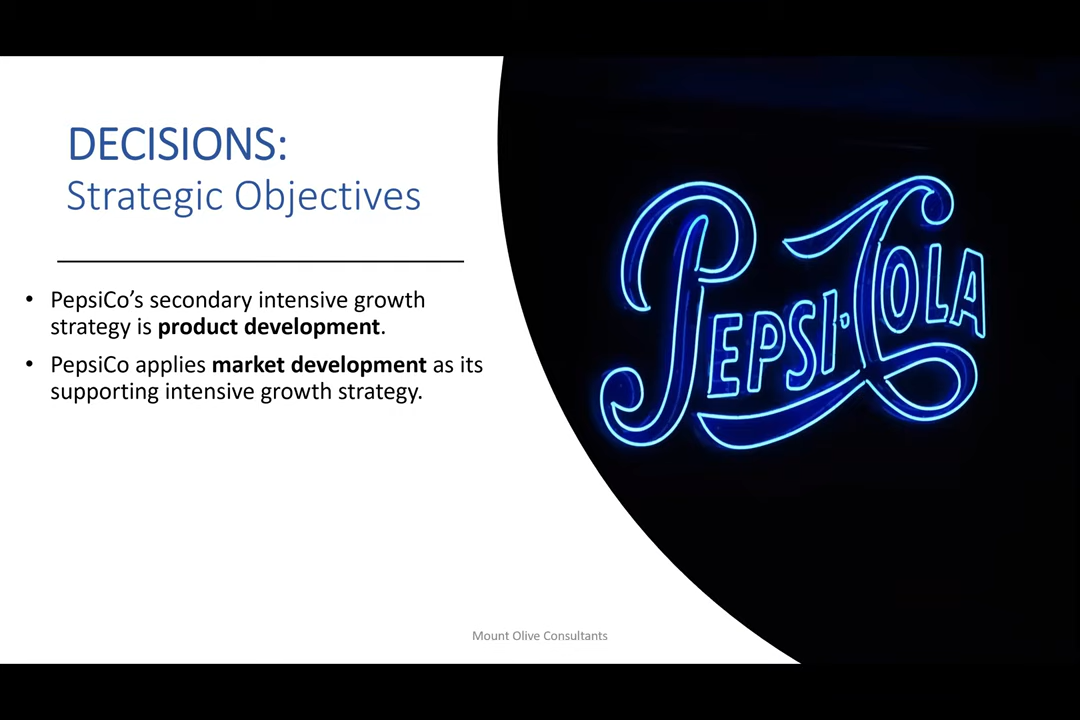 DECISIONS:
Strategic Objectives
• PepsiCo’s secondary intensive growth
strategy is product development.
• PepsiCo applies market development as its
supporting intensive growth strategy.
PEPSI·COLA
Mount Olive Consultants